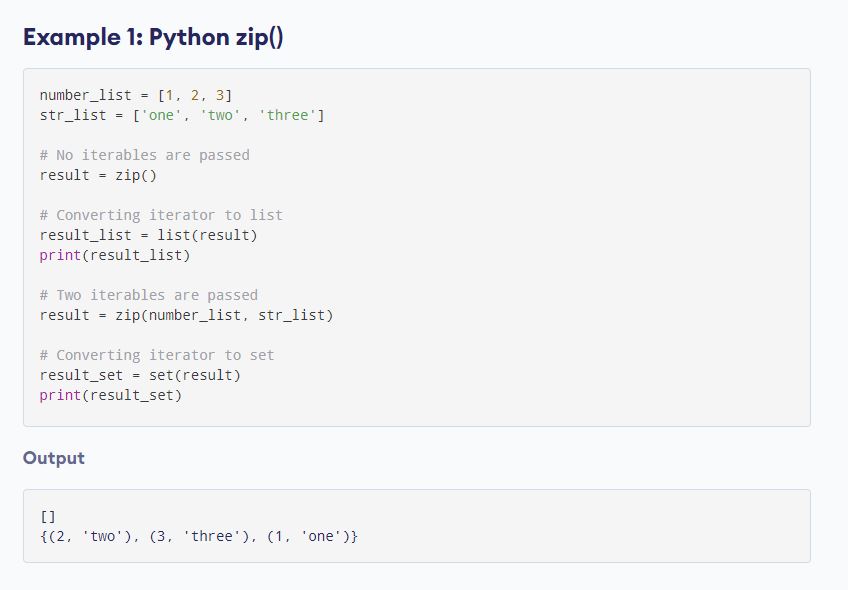 Example 1: Python zip()
number_list = [1, 2, 3]
str_list = ['one', 'two', 'three']
# No iterables are passed
result = zip()
# Converting iterator to list
result_list = list(result)
print(result_list)
# Two iterables are passed
result = zip(number_list, str_list)
# Converting iterator to set
result_set = set(result)
print(result_set)
Output
[]
{(2, 'two'), (3, 'three'), (1, 'one')}